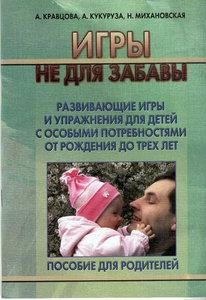 А. КРАВЦОВА, А. КУКУРУЗА, Н. МИХАНОВСКАЯ
ИГРЫ
НЕ ДЛЯ ЗАБАВЫ
РАЗВИВАЮЩИЕ ИГРЫ
И УПРАЖНЕНИЯ ДЛЯ ДЕТЕЙ
С ОСОБЫМИ ПОТРЕБНОСТЯМИ
ОТ РОЖДЕНИЯ ДО ТРЕХ ЛЕТ
ПОСОБИЕ ДЛЯ РОДИТЕЛЕЙ